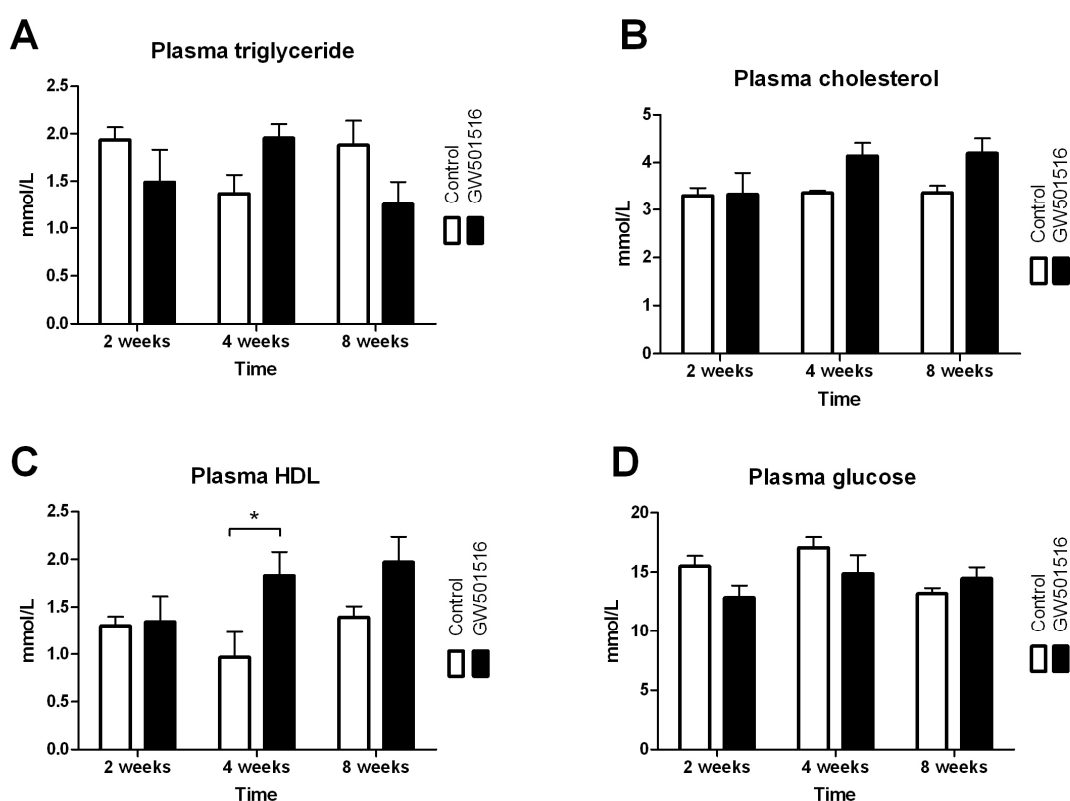 A
Plasma triglyceride
2.5
2.0
1.5
1.0
0.5
0.0
mmol/L
2 weeks 4 weeks 8 weeks
Time
Control
GW501516
B
Plasma cholesterol
5
4
3
2
1
0
mmol/L
2 weeks 4 weeks 8 weeks
Time
Control
GW501516
C
Plasma HDL
2.5
2.0
1.5
1.0
0.5
0.0
mmol/L
*
2 weeks 4 weeks 8 weeks
Time
Control
GW501516
D
Plasma glucose
20
15
10
5
0
mmol/L
2 weeks 4 weeks 8 weeks
Time
Control
GW501516